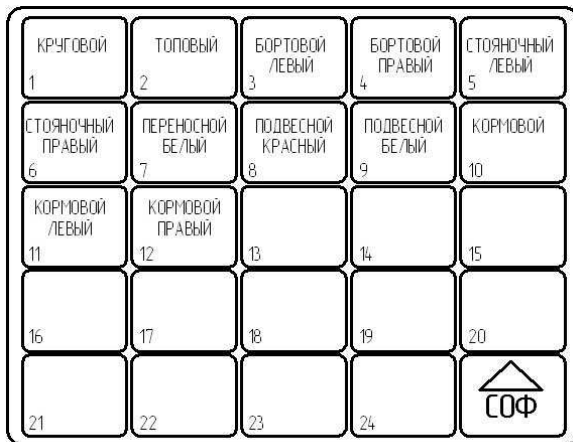 КРУГОВОЙ
1
ТОПОВЫЙ
2
БОРТОВОЙ
ЛЕВЫЙ
3
БОРТОВОЙ
ПРАВЫЙ
4
СТОЯНОЧНЫЙ
ЛЕВЫЙ
5
СТОЯНОЧНЫЙ
ПРАВЫЙ
6
ПЕРЕНОСНОЙ
БЕЛЫЙ
7
ПОДВЕСНОЙ
КРАСНЫЙ
8
ПОДВЕСНОЙ
БЕЛЫЙ
9
КОРМОВОЙ
10
КОРМОВОЙ
ЛЕВЫЙ
11
КОРМОВОЙ
ПРАВЫЙ
12
13
14
15
16
17
18
19
20
21
22
23
24
СОФ